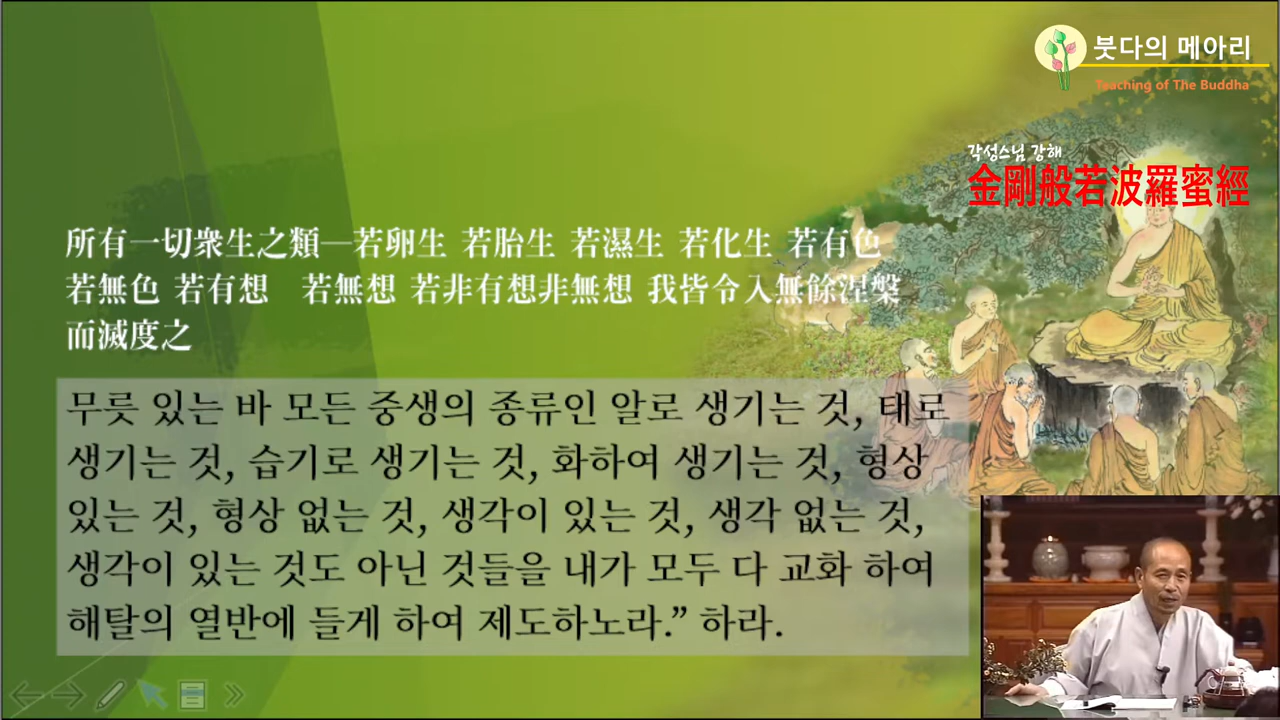 붓다의 메아리
Teaching of The Buddha
각성스님 강해
金剛般若波羅蜜經
所有一切衆生之類─若卵生 若胎生 若濕生 若化生 若有色
若無色 若有想 若無想 若非有想非無想 我皆令入無餘涅槃
而滅度之
무릇 있는 바 모든 중생의 종류인 알로 생기는 것, 태로
생기는 것, 습기로 생기는 것, 화하여 생기는 것, 형상
있는 것, 형상 없는 것, 생각이 있는 것, 생각 없는 것,
생각이 있는 것도 아닌 것들을 내가 모두 다 교화 하여
해탈의 열반에 들게 하여 제도하노라.” 하라.